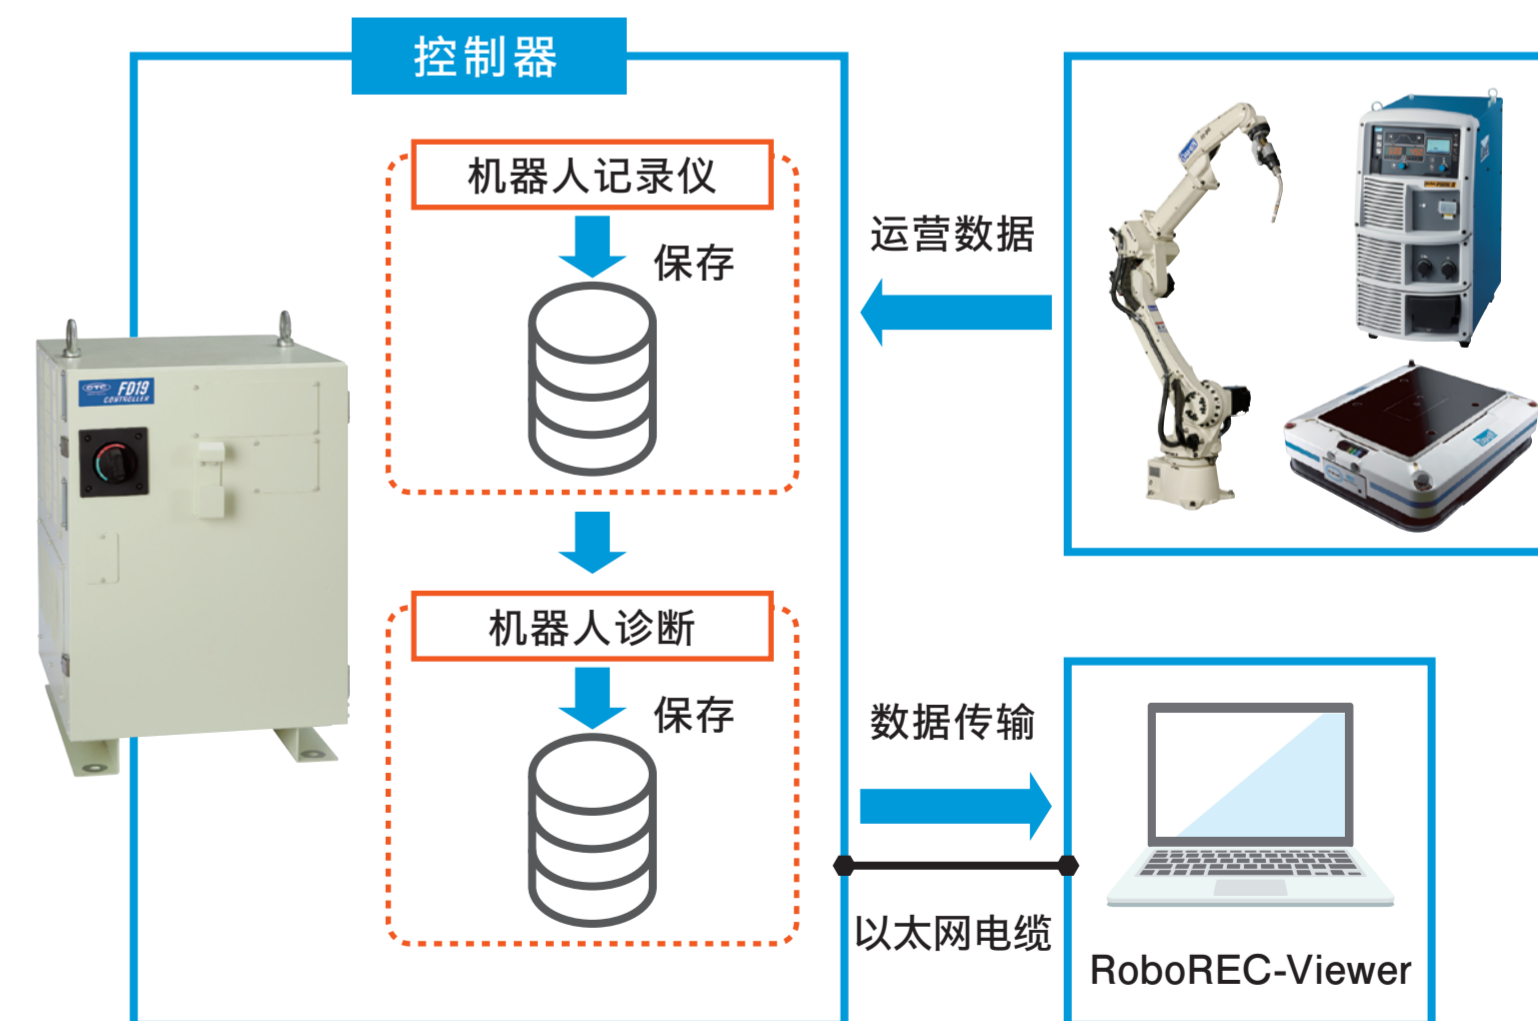 控制器
机器人记录仪
保存
运营数据
FD19
CONTROLLER
机器人诊断
保存
数据传输
以太网电缆
RoboREC-Viewer